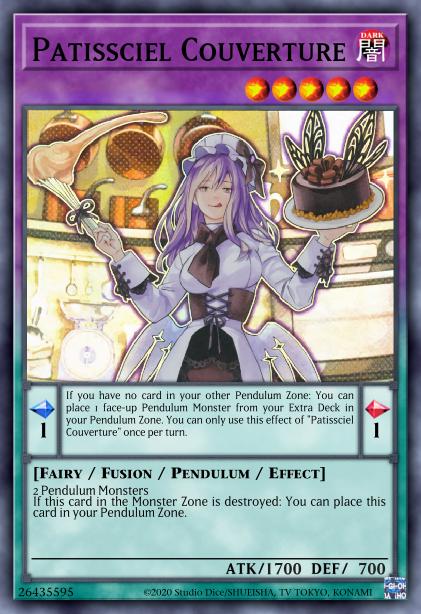 PATISSCIEL COUVERTURE
DARK
闇
If you have no card in your other Pendulum Zone: You can
place 1 face-up Pendulum Monster from your Extra Deck in
your Pendulum Zone. You can only use this effect of "Patissciel
Couverture" once per turn.
1
1
[FAIRY / FUSION / PENDULUM / EFFECT]
2 Pendulum Monsters
If this card in the Monster Zone is destroyed: You can place this
card in your Pendulum Zone.
ATK/1700 DEF/ 700
26435595
©2020 Studio Dice/SHUEISHA, TV TOKYO, KONAMI